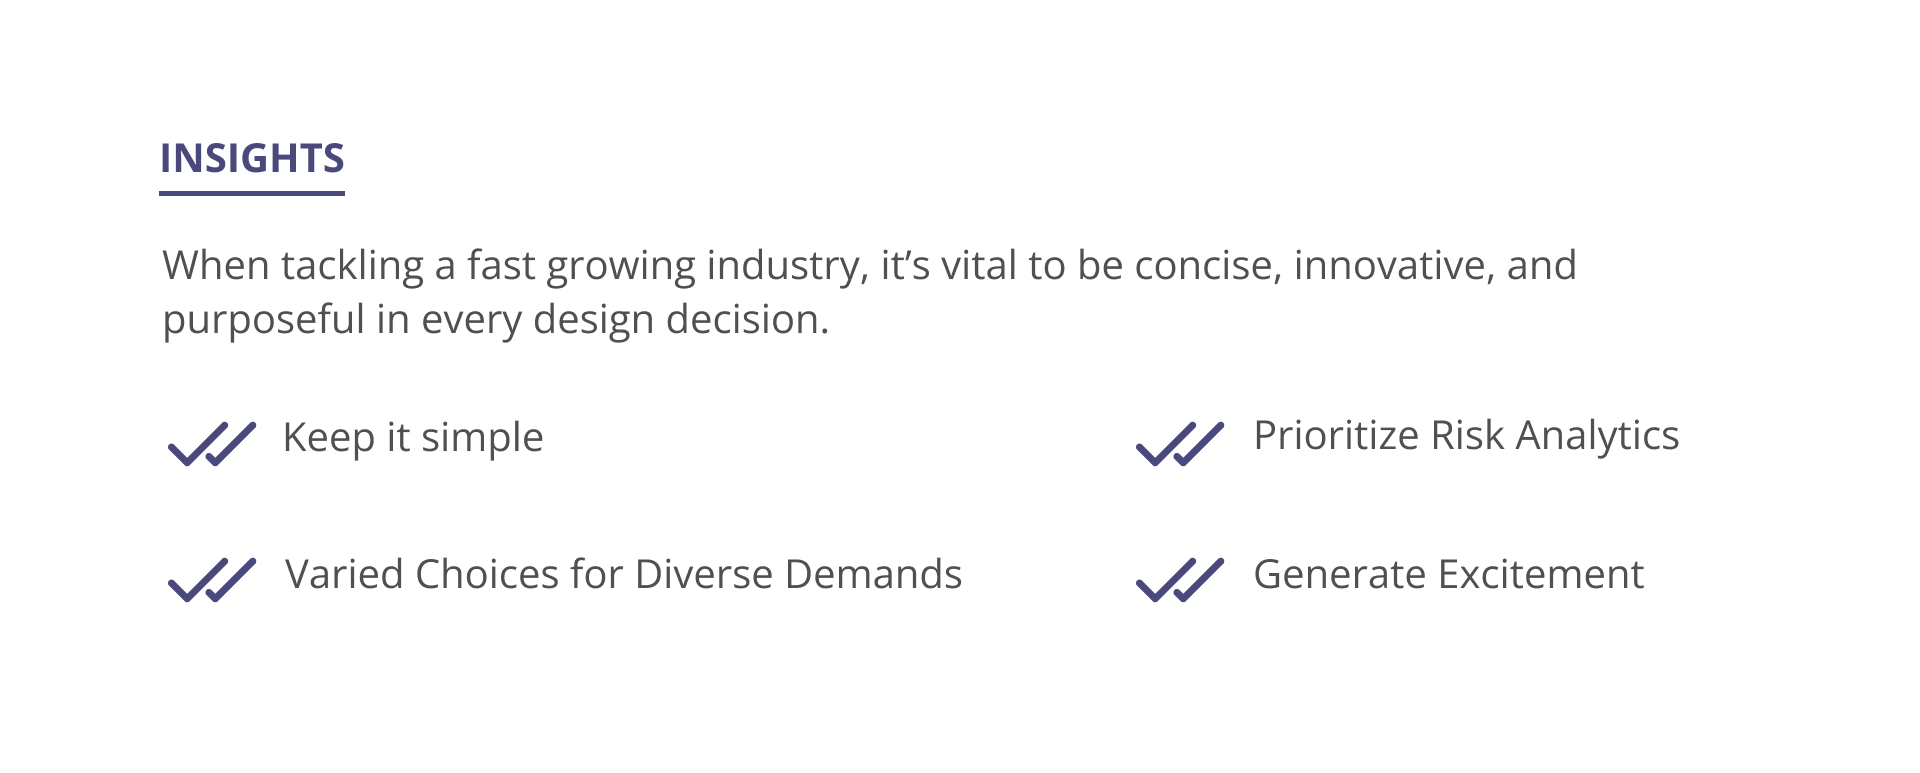 INSIGHTS
When tackling a fast growing industry, it’s vital to be concise, innovative, and
purposeful in every design decision.
Keep it simple
Prioritize Risk Analytics
Varied Choices for Diverse Demands
Generate Excitement